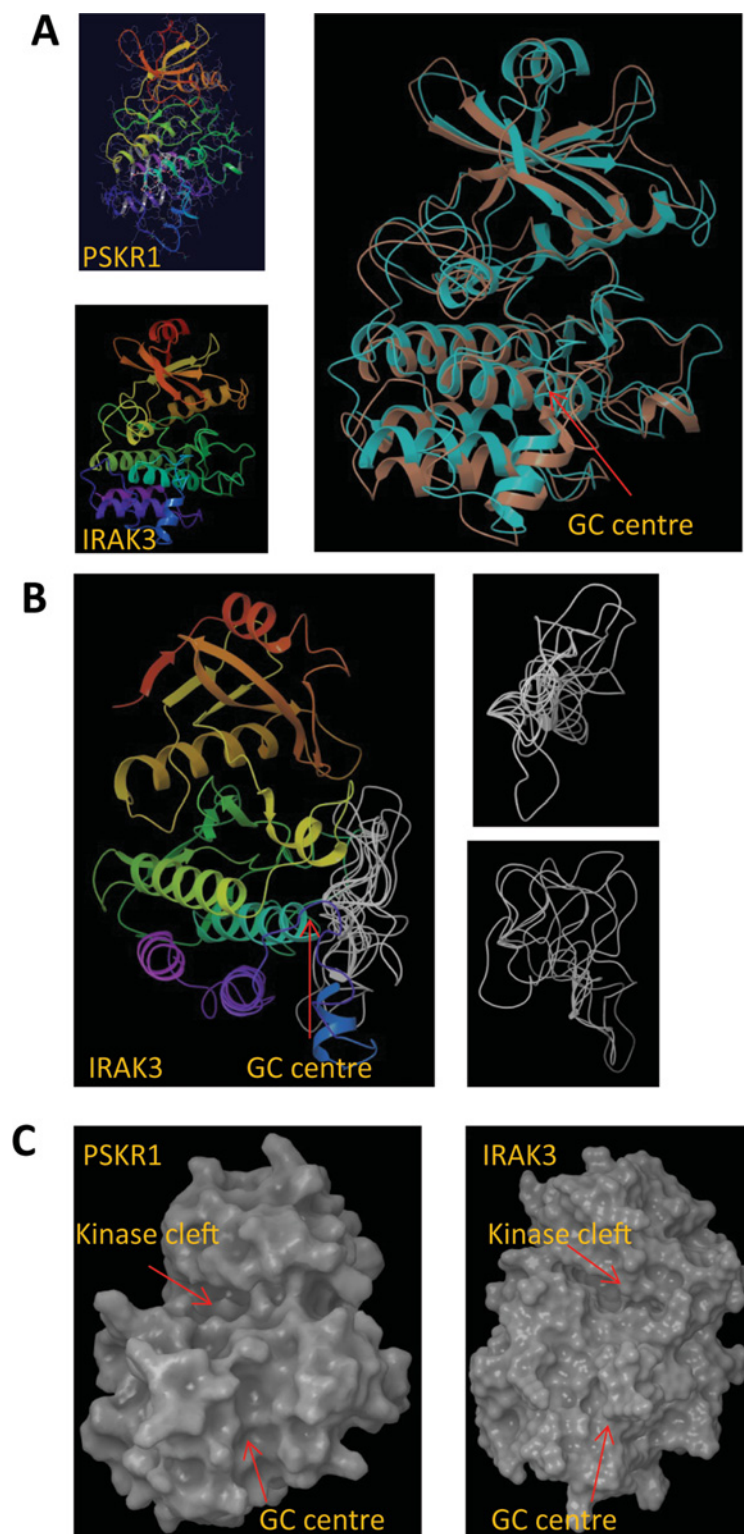 A
PSKR1
IRAK3
GC centre
B
IRAK3
GC centre
C
PSKR1
Kinase cleft
GC centre
IRAK3
Kinase cleft
GC centre